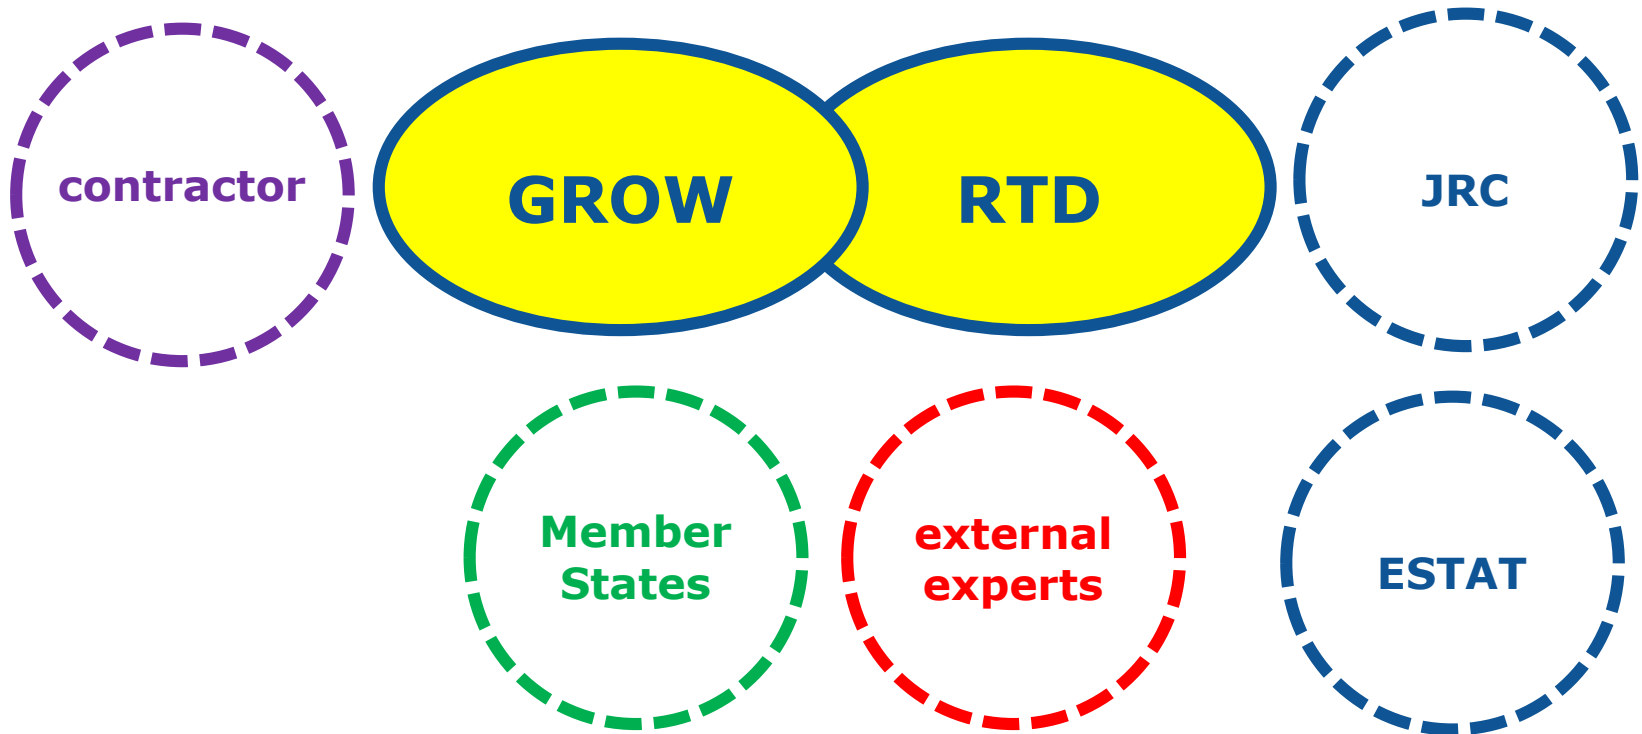 contractor
GROW
RTD
JRC
Member
States
external
experts
ESTAT